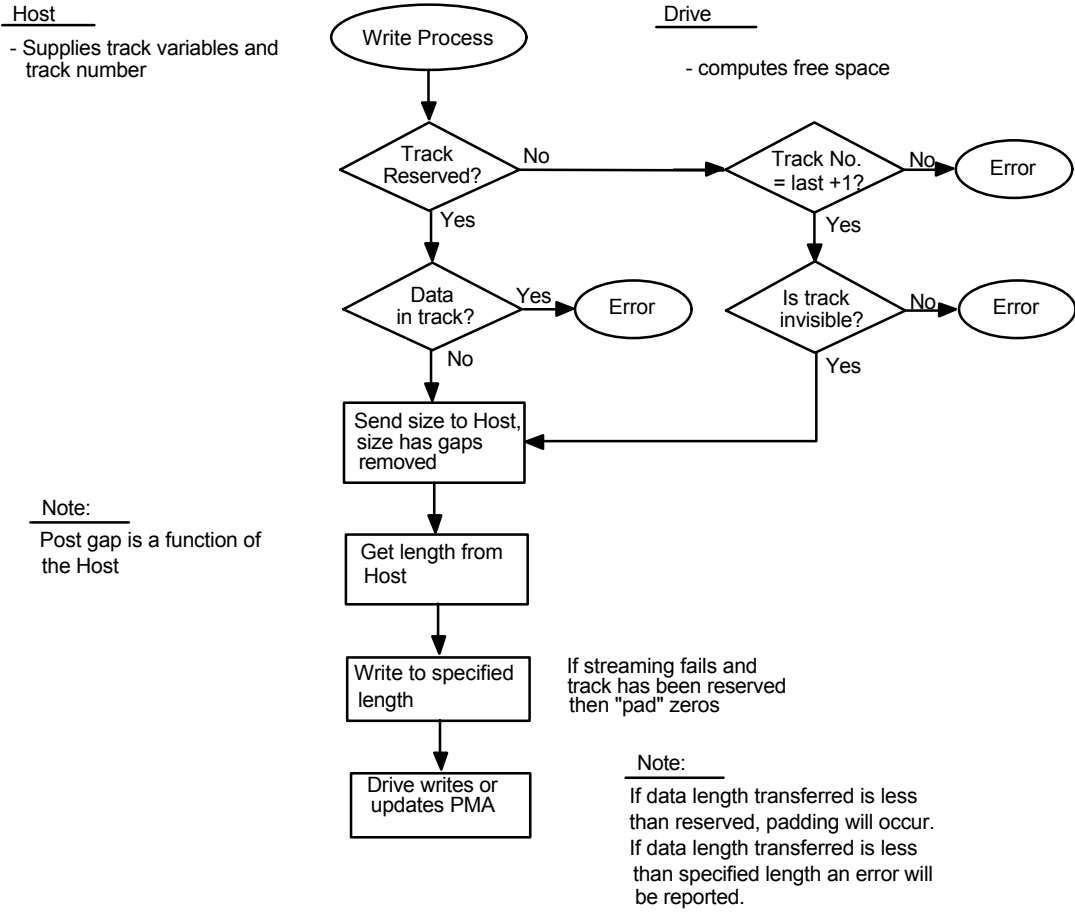 Host
- Supplies track variables and
track number
Write Process
Drive
- computes free space
Track
Reserved?
No
Track No.
= last +1?
No
Error
Yes
Yes
Data
in track?
Yes
Error
Is track
invisible?
No
Error
No
Yes
Send size to Host,
size has gaps
removed
Note:
Post gap is a function of
the Host
Get length from
Host
Write to specified
length
If streaming fails and
track has been reserved
then "pad" zeros
Drive writes or
updates PMA
Note:
If data length transferred is less
than reserved, padding will occur.
If data length transferred is less
than specified length an error will
be reported.